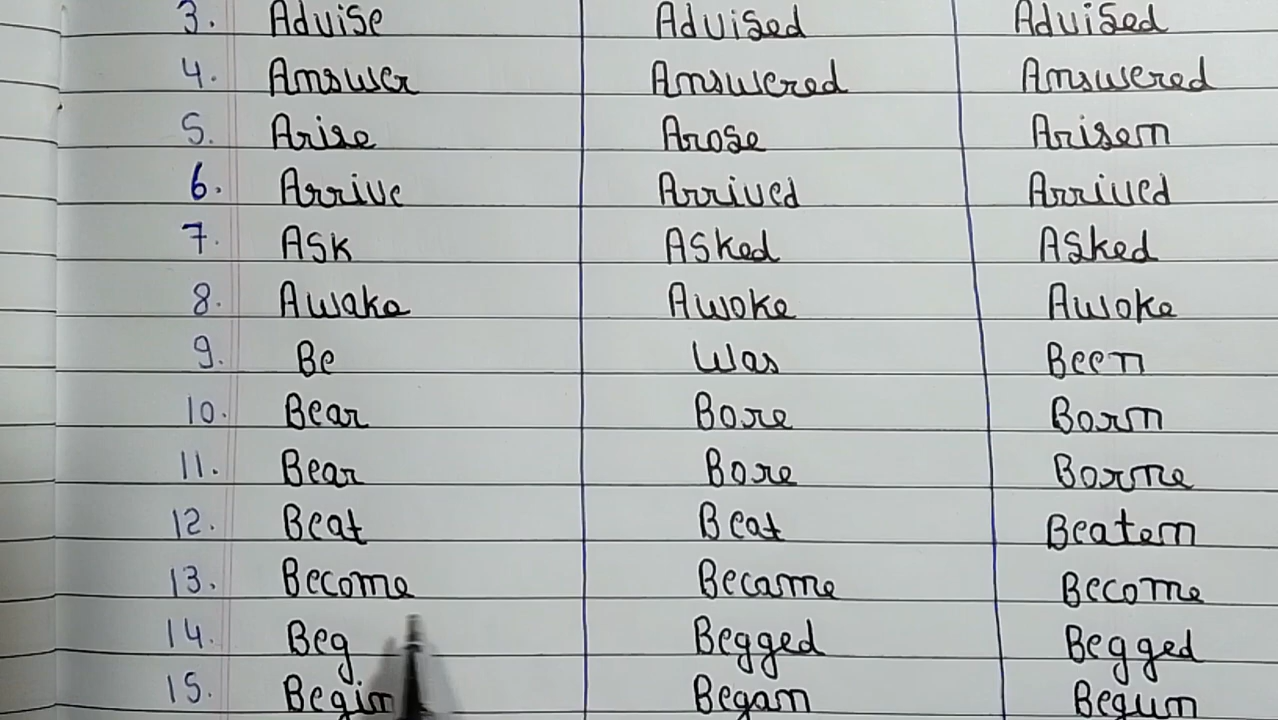 3. Advise Advised Advised
4. Answer Answered Answered
5. Arise Arose Arisen
6. Arrive Arrived Arrived
7. Ask Asked Asked
8. Awake Awoke Awoke
9. Be Was Been
10. Bear Bore Born
11. Bear Bore Borne
12. Beat Beat Beaten
13. Become Became Become
14. Beg Begged Begged
15. Begin Began Begun